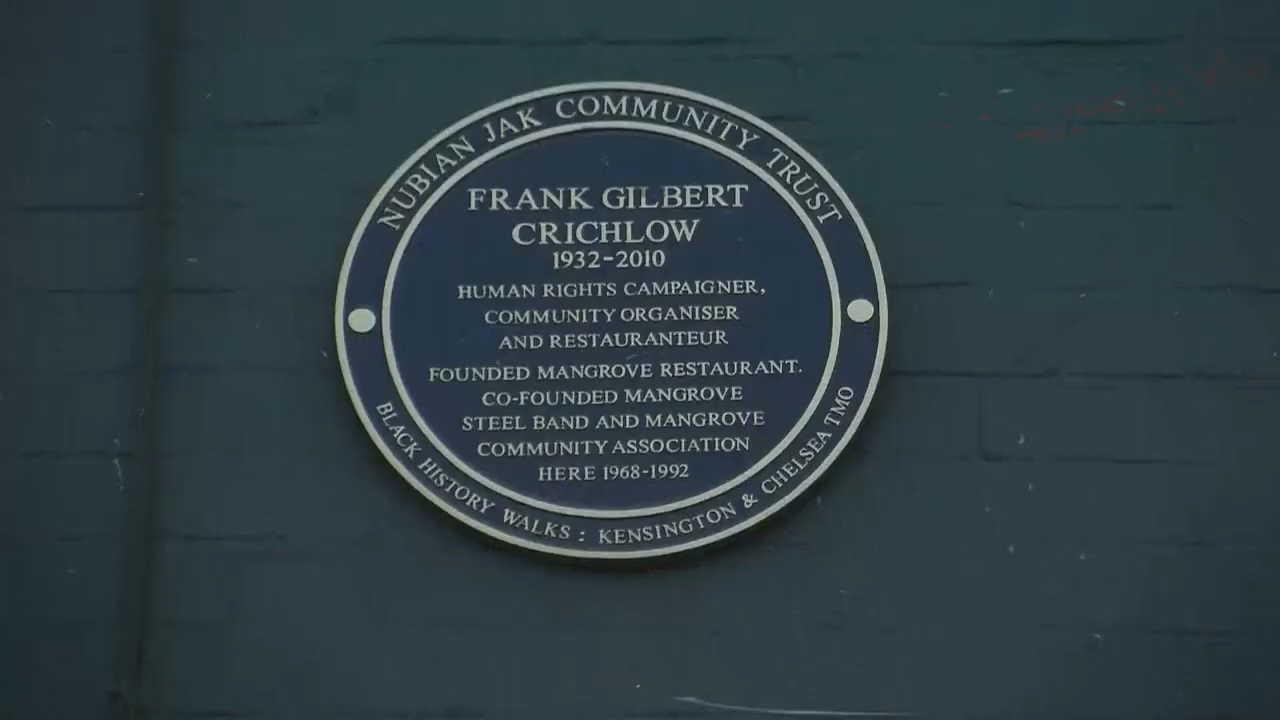 NUBIAN JAK COMMUNITY TRUST
FRANK GILBERT
CRICHLOW
1932-2010
HUMAN RIGHTS CAMPAIGNER,
COMMUNITY ORGANISER
AND RESTAURANTEUR
FOUNDED MANGROVE RESTAURANT.
CO-FOUNDED MANGROVE
STEEL BAND AND MANGROVE
COMMUNITY ASSOCIATION
HERE 1968-1992
BLACK HISTORY WALKS : KENSINGTON & CHELSEA TMO